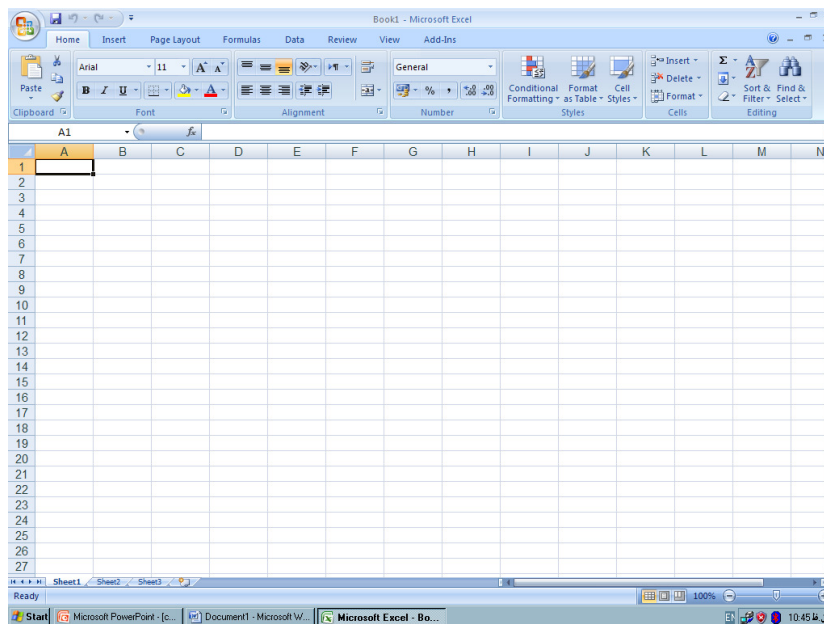 Book1 - Microsoft Excel
Home Insert Page Layout Formulas Data Review View Add-Ins
Paste
Arial 11 A A
B I U A
General
% ,
Conditional Formatting
Format as Table
Cell Styles
Insert
Delete
Format
Σ
Sort & Filter
Find & Select
Clipboard Font Alignment Number Styles Cells Editing
A1 fx
A B C D E F G H I J K L M N
1
2
3
4
5
6
7
8
9
10
11
12
13
14
15
16
17
18
19
20
21
22
23
24
25
26
27
Sheet1 Sheet2 Sheet3
Ready 100%
Start Microsoft PowerPoint - [c... Document1 - Microsoft W... Microsoft Excel - Bo... EN 10:45